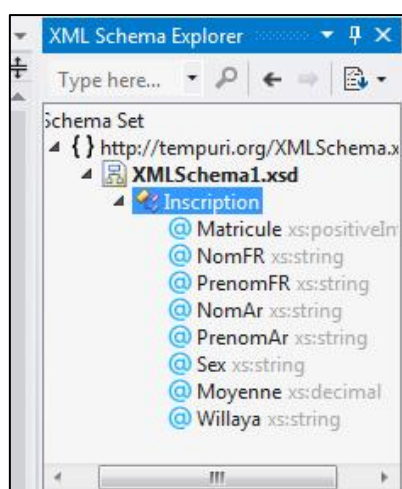 XML Schema Explorer
Type here...
Schema Set
{ } http://tempuri.org/XMLSchema.x
XMLSchema1.xsd
Inscription
@ Matricule xs:positiveIn
@ NomFR xs:string
@ PrenomFR xs:string
@ NomAr xs:string
@ PrenomAr xs:string
@ Sex xs:string
@ Moyenne xs:decimal
@ Willaya xs:string